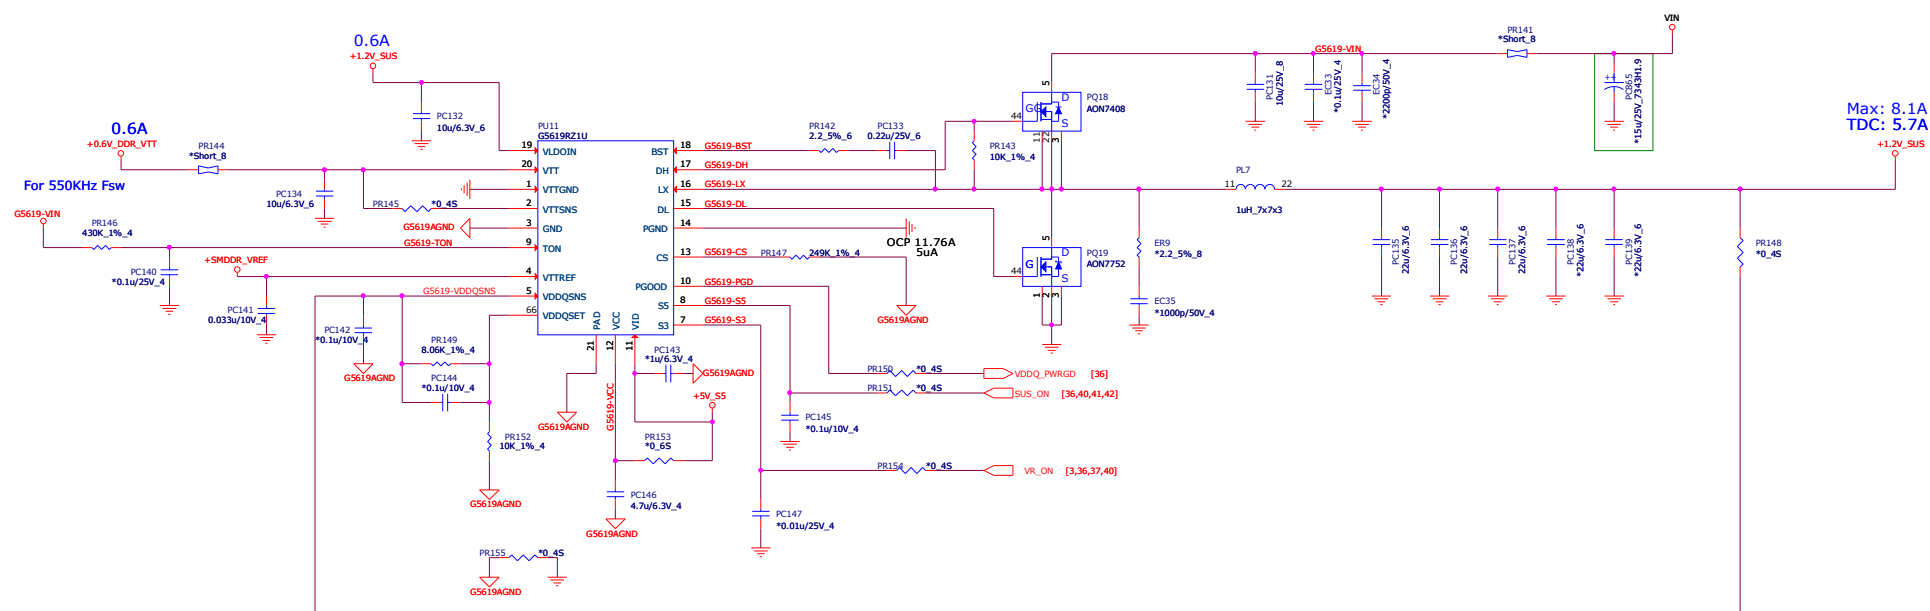 VIN
PR141
*Short_8
0.6A
+1.2V_SUS
G5619-VIN
PC131
10u/25V_8
EC33
*0.1u/25V_4
EC34
*2200p/50V_4
++
PC865
*15u/25V_7343H1.9
Max: 8.1A
TDC: 5.7A
+1.2V_SUS
PC132
10u/6.3V_6
0.6A
+0.6V_DDR_VTT
PR144
*Short_8
PU11
G5619RZ1U
19
VLDOIN
20
VTT
1
VTTGND
2
VTTSNS
3
GND
9
TON
4
VTTREF
5
VDDQSNS
66
VDDQSET
PAD
VCC
VID
21
12
11
BST
18
G5619-BST
DH
17
G5619-DH
LX
16
G5619-LX
DL
15
G5619-DL
PGND
14
CS
13
G5619-CS
PGOOD
10
G5619-PGD
S5
8
G5619-S5
S3
7
G5619-S3
PR142
2.2_5%_6
PC133
0.22u/25V_6
PR143
10K_1%_4
5
D
G
S
44
11
22
3
PQ18
AON7408
PL7
11
22
1uH_7x7x3
5
D
G
S
44
1
2
3
PQ19
AON7752
ER9
*2.2_5%_8
EC35
*1000p/50V_4
PC135
22u/6.3V_6
PC136
22u/6.3V_6
PC137
22u/6.3V_6
PC138
*22u/6.3V_6
PC139
*22u/6.3V_6
PR148
*0_4S
For 550KHz Fsw
PC134
10u/6.3V_6
PR145
*0_4S
G5619AGND
G5619-VIN
PR146
430K_1%_4
G5619-TON
PC140
*0.1u/25V_4
+SMDDR_VREF
PC141
0.033u/10V_4
G5619-VDDQSNS
PC142
*0.1u/10V_4
G5619AGND
PR149
8.06K_1%_4
PC144
*0.1u/10V_4
PR152
10K_1%_4
G5619AGND
OCP 11.76A
5uA
PR147
249K_1%_4
G5619AGND
PC143
*1u/6.3V_4
G5619AGND
G5619AGND
G5619-VCC
+5V_S5
PR153
*0_6S
PC146
4.7u/6.3V_4
G5619AGND
PR150
*0_4S
VDDQ_PWRGD
[36]
PR151
*0_4S
SUS_ON
[36,40,41,42]
PC145
*0.1u/10V_4
PR154
*0_4S
VR_ON
[3,36,37,40]
PC147
*0.01u/25V_4
PR155
*0_4S
G5619AGND